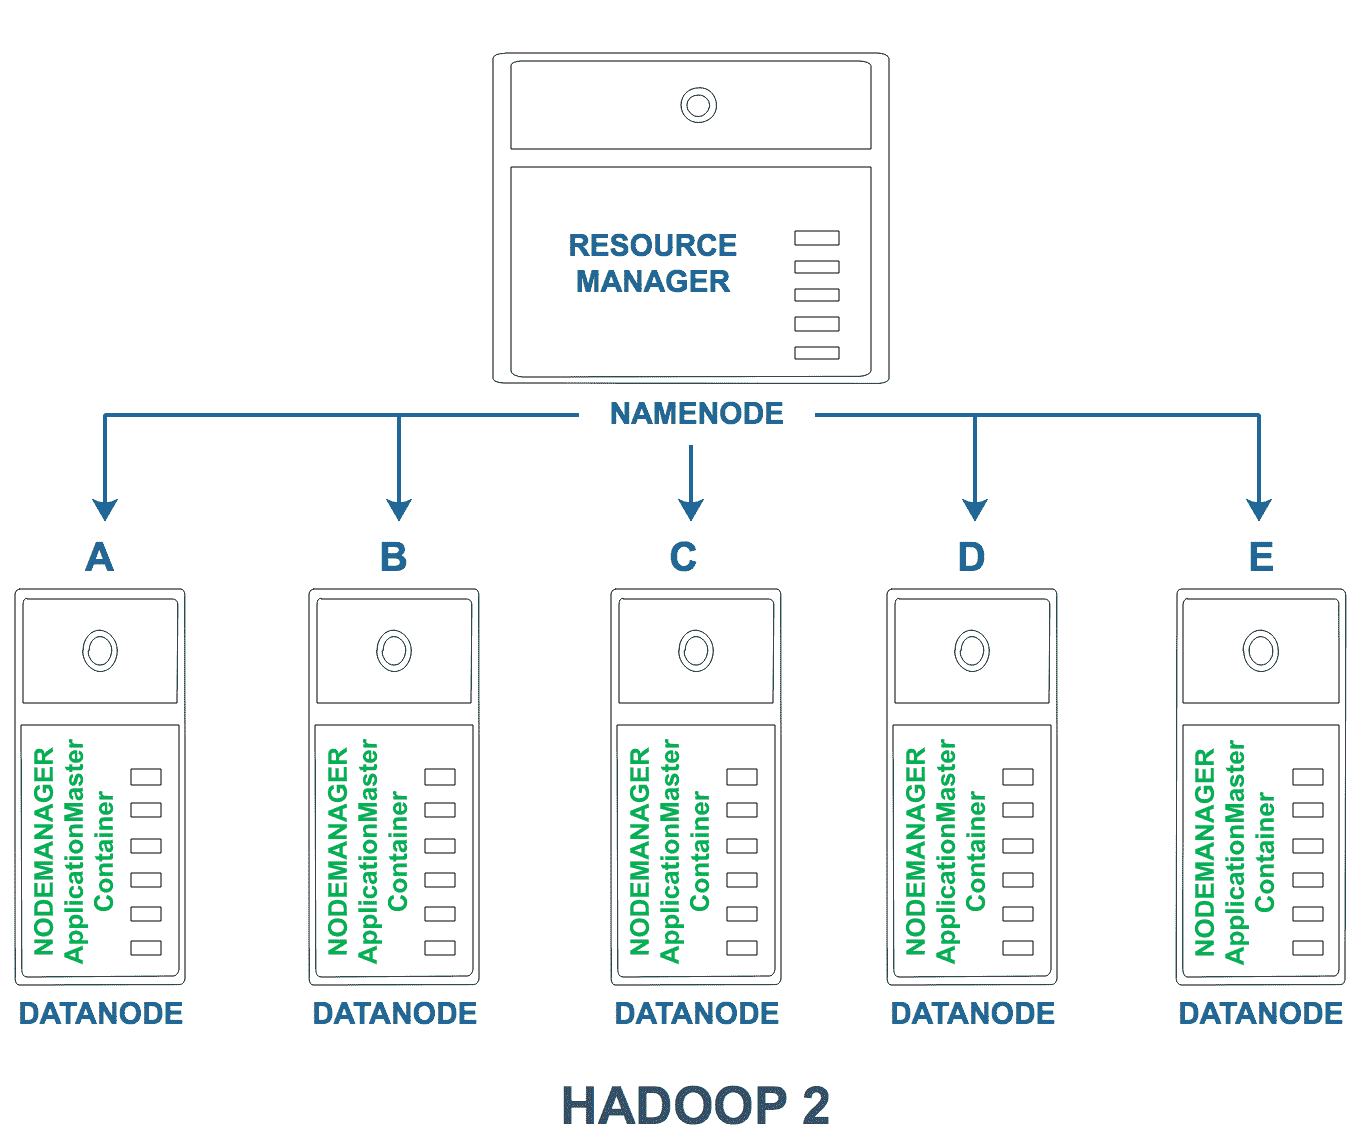 RESOURCE
MANAGER
NAMENODE
A
B
C
D
E
NODEMANAGER
ApplicationMaster
Container
NODEMANAGER
ApplicationMaster
Container
NODEMANAGER
ApplicationMaster
Container
NODEMANAGER
ApplicationMaster
Container
NODEMANAGER
ApplicationMaster
Container
DATANODE
DATANODE
DATANODE
DATANODE
DATANODE
HADOOP 2